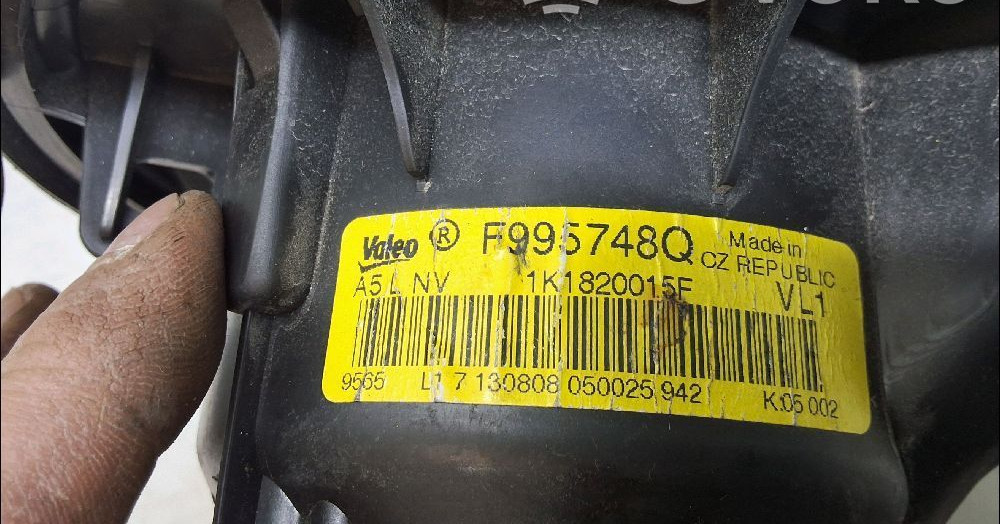 Valeo ® F995748Q Made in
CZ REPUBLIC
A5 L NV 1K1820015F VL1
9565 L1 7 130808 050025 942 K.05 002